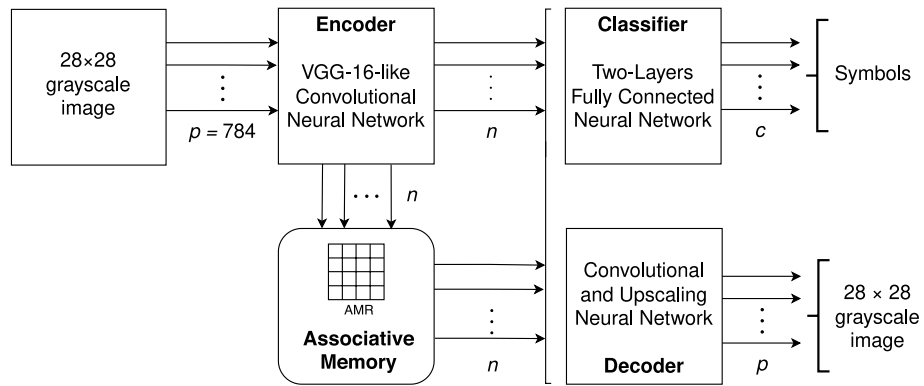 28×28
grayscale
image
p = 784
Encoder
VGG-16-like
Convolutional
Neural Network
n
n
Classifier
Two-Layers
Fully Connected
Neural Network
c
Symbols
AMR
Associative
Memory
n
Convolutional
and Upscaling
Neural Network
Decoder
p
28 × 28
grayscale
image